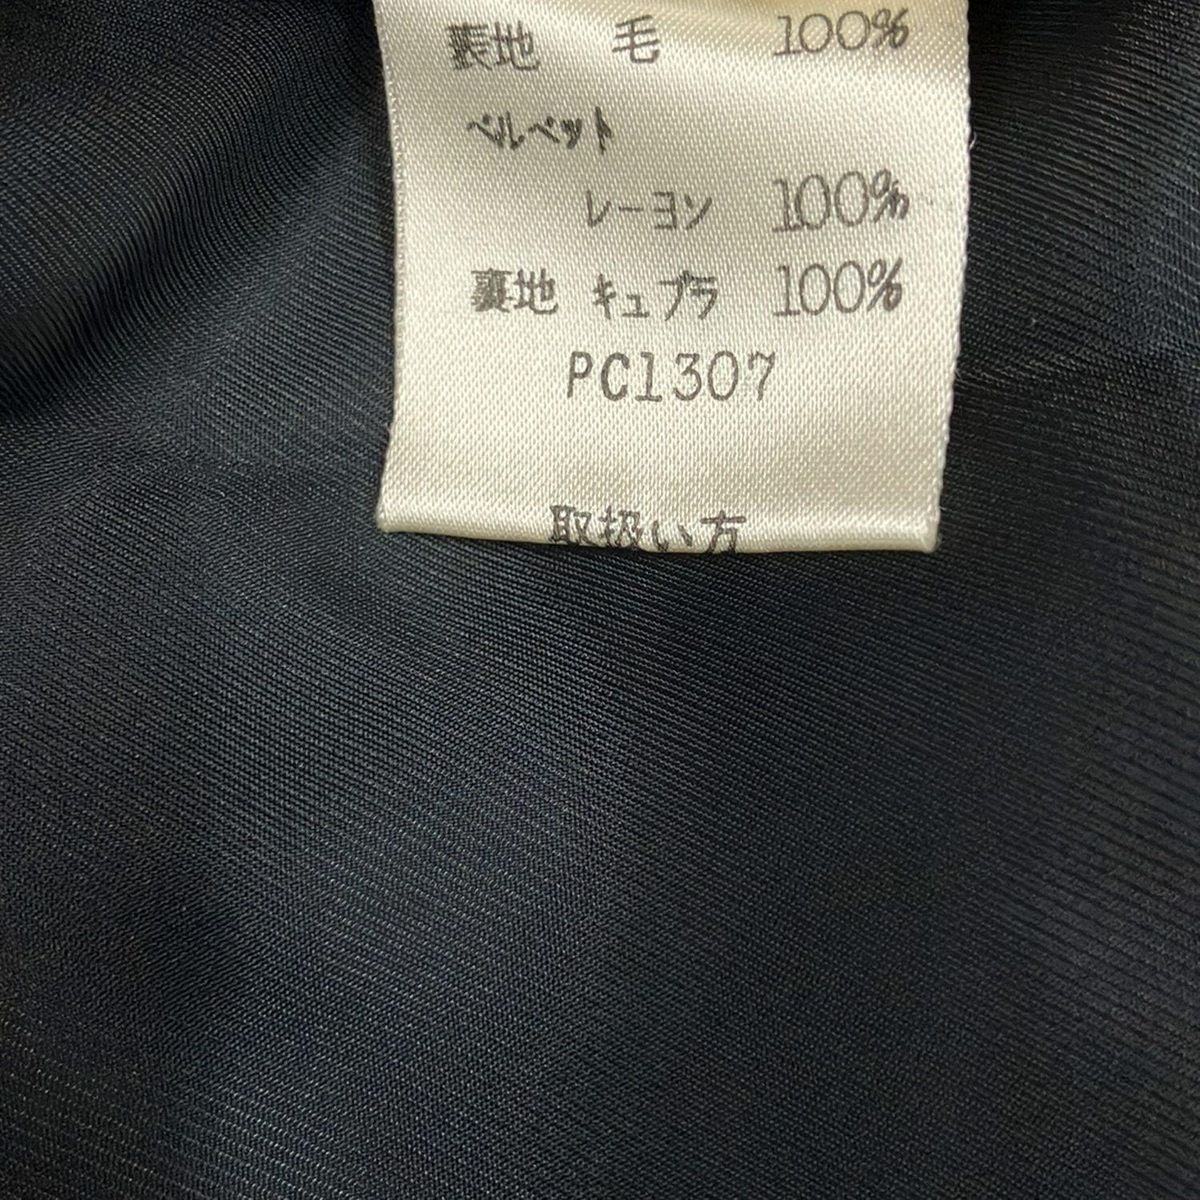 表地 毛 100%
ベルベット
レーヨン 100%
裏地 キュプラ 100%
PC1307
取扱い方